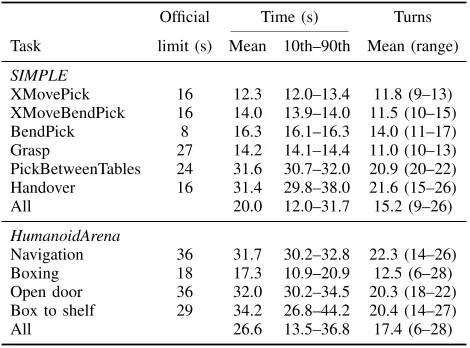 Official Time (s) Turns
Task limit (s) Mean 10th–90th Mean (range)
SIMPLE
XMovePick 16 12.3 12.0–13.4 11.8 (9–13)
XMoveBendPick 16 14.0 13.9–14.0 11.5 (10–15)
BendPick 8 16.3 16.1–16.3 14.0 (11–17)
Grasp 27 14.2 14.1–14.4 11.0 (10–13)
PickBetweenTables 24 31.6 30.7–32.0 20.9 (20–22)
Handover 16 31.4 29.8–38.0 21.6 (15–26)
All 20.0 12.0–31.7 15.2 (9–26)
HumanoidArena
Navigation 36 31.7 30.2–32.8 22.3 (14–26)
Boxing 18 17.3 10.9–20.9 12.5 (6–28)
Open door 36 32.0 30.2–34.5 20.3 (18–22)
Box to shelf 29 34.2 26.8–44.2 20.4 (14–27)
All 26.6 13.5–36.8 17.4 (6–28)